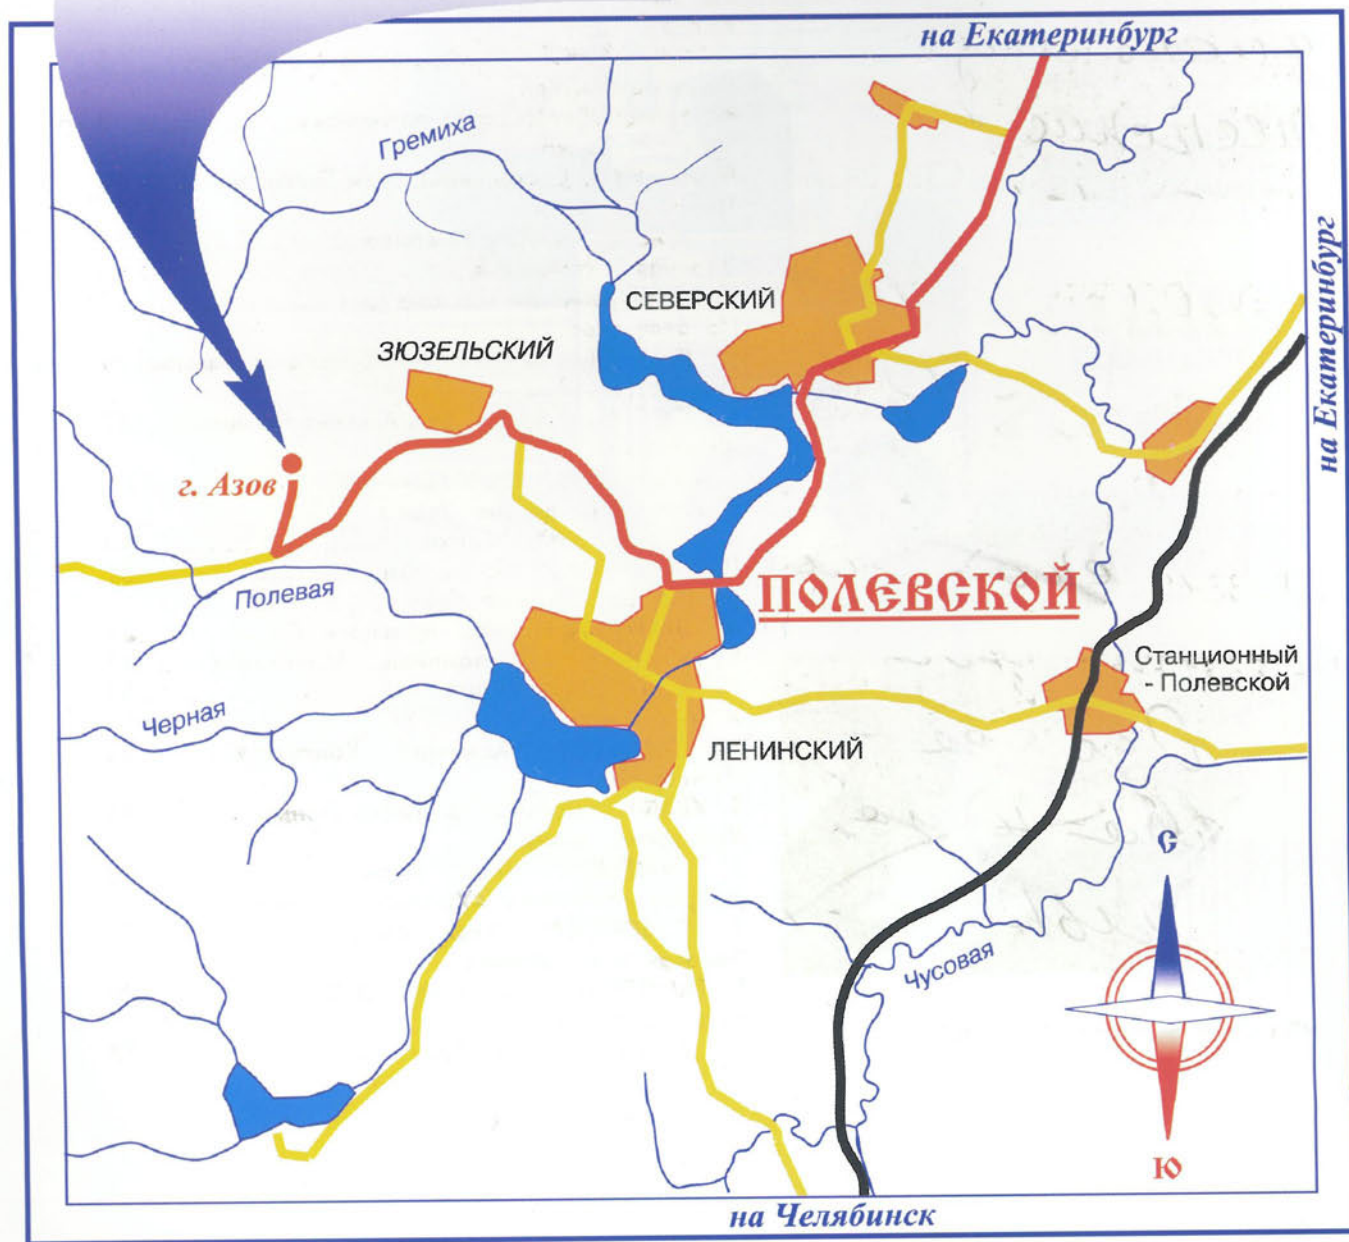 на Екатеринбург
Гремиха
на Екатеринбург
СЕВЕРСКИЙ
ЗЮЗЕЛЬСКИЙ
г. Азов
Полевая
ПОЛЕВСКОЙ
Станционный
- Полевской
Черная
ЛЕНИНСКИЙ
С
Чусовая
Ю
на Челябинск